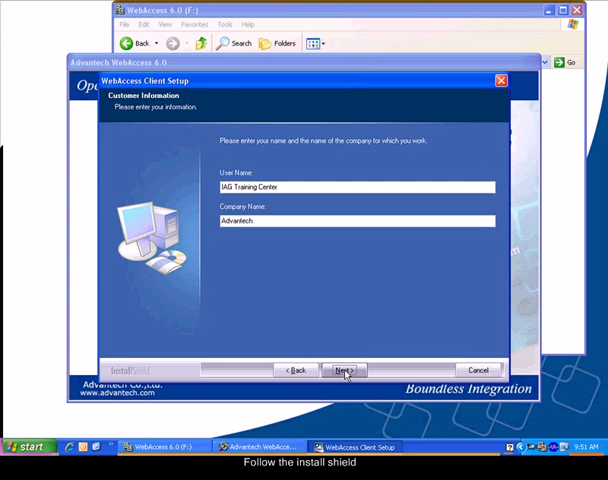 WebAccess 6.0 (F:)
File Edit View Favorites Tools Help
Back Search Folders
Go
Advantech WebAccess 6.0
WebAccess Client Setup
Customer Information
Please enter your information.
Please enter your name and the name of the company for which you work.
User Name:
IAG Training Center
Company Name:
Advantech
InstallShield
< Back Next > Cancel
Advantech Co.,Ltd.
www.advantech.com
Boundless Integration
start WebAccess 6.0 (F:) Advantech WebAcce... WebAccess Client Setup 9:51 AM
Follow the install shield